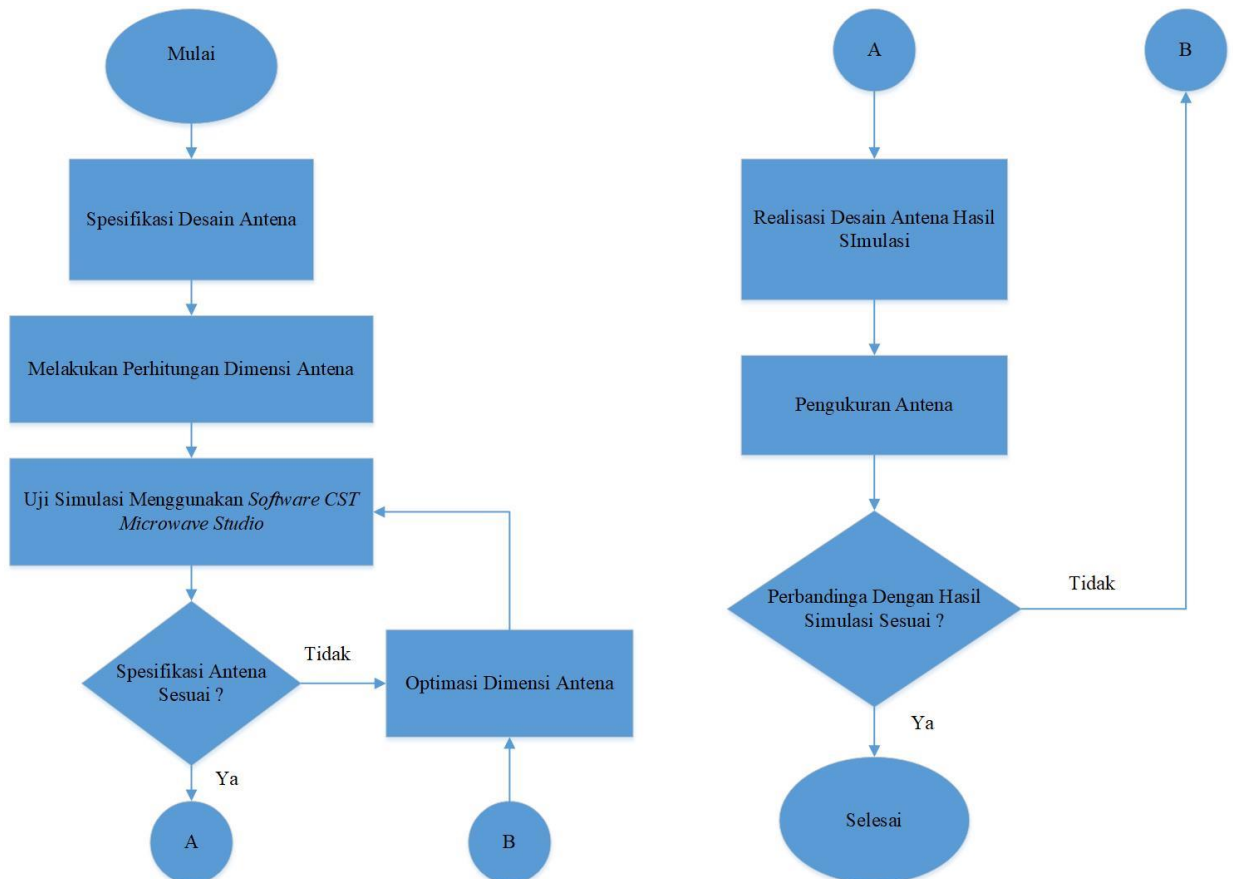 Mulai
Spesifikasi Desain Antena
Melakukan Perhitungan Dimensi Antena
Uji Simulasi Menggunakan Software CST
Microwave Studio
Spesifikasi Antena
Sesuai ?
Tidak
Optimasi Dimensi Antena
Ya
A
B
A
B
Realisasi Desain Antena Hasil
SImulasi
Pengukuran Antena
Perbandinga Dengan Hasil
Simulasi Sesuai ?
Tidak
Ya
Selesai